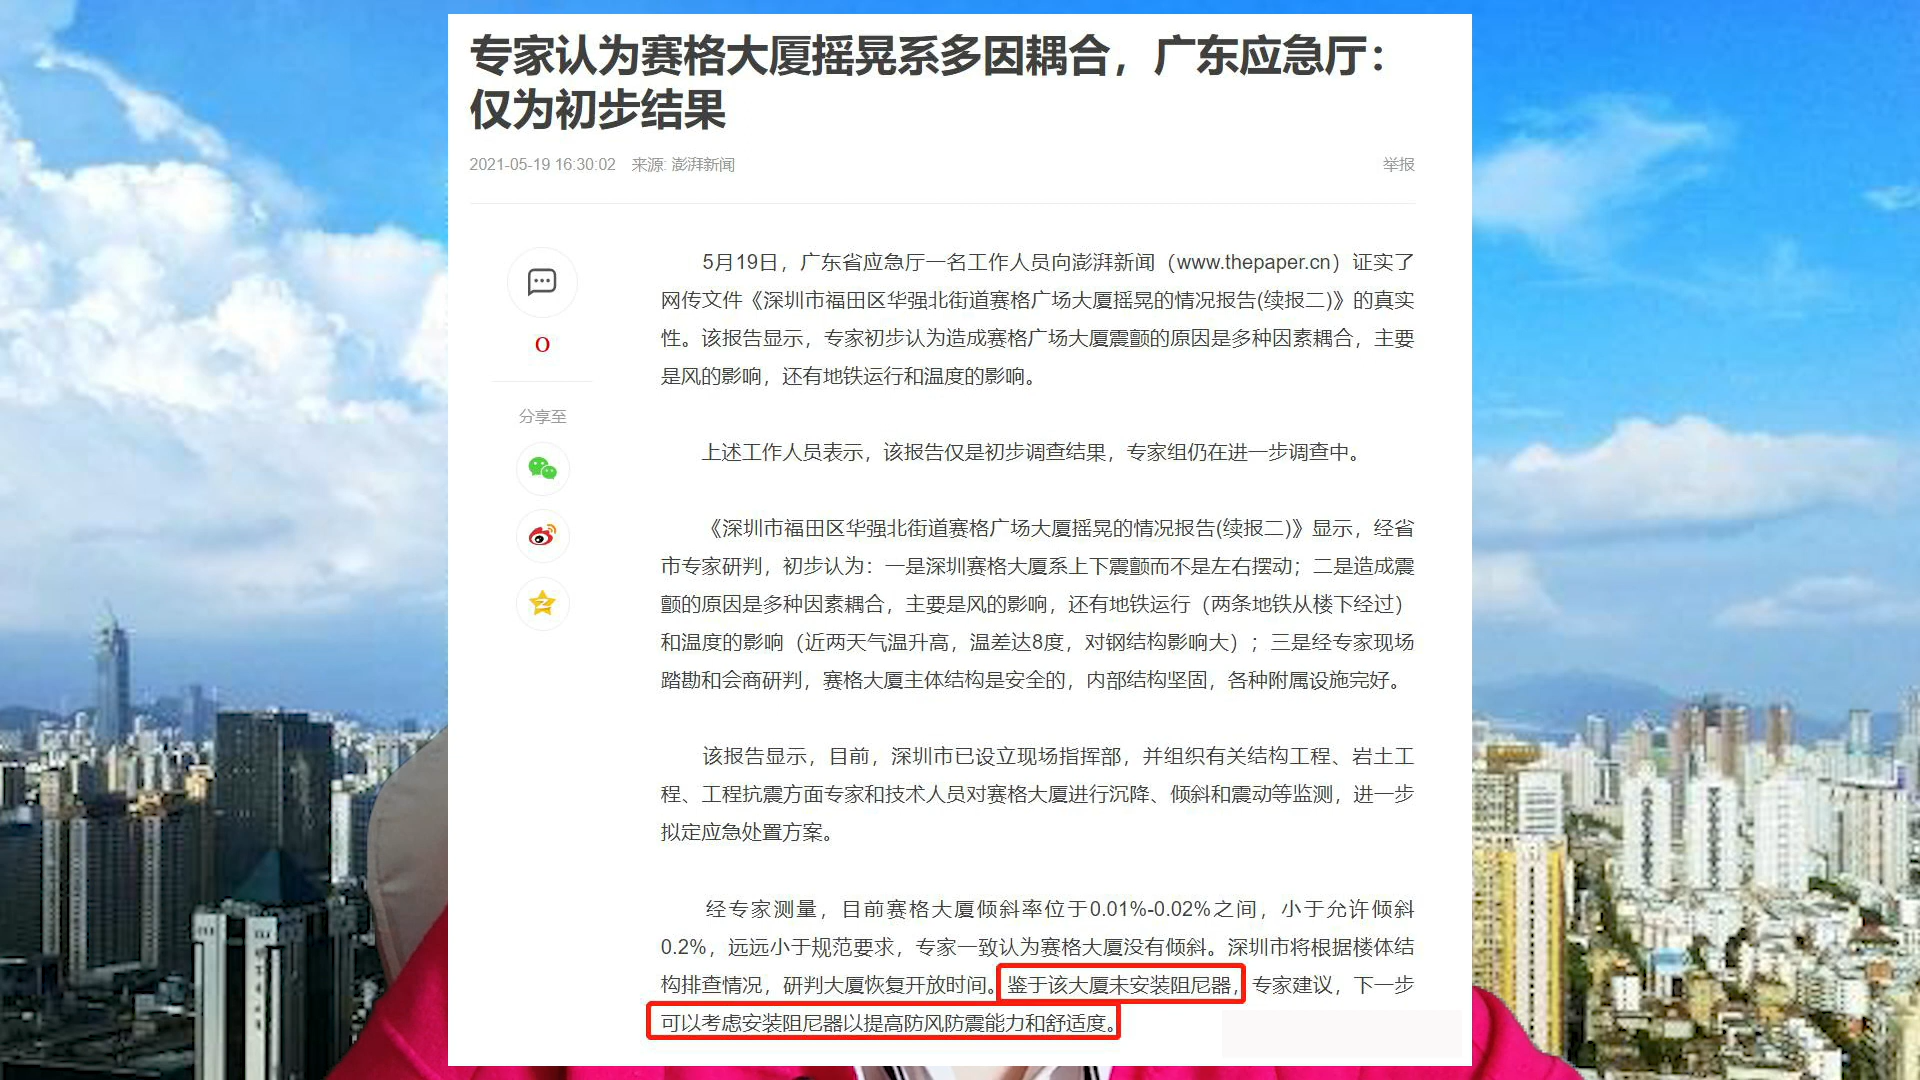 专家认为赛格大厦摇晃系多因耦合，广东应急厅：
仅为初步结果
2021-05-19 16:30:02 来源: 澎湃新闻
举报
0
分享至
5月19日，广东省应急厅一名工作人员向澎湃新闻（www.thepaper.cn）证实了
网传文件《深圳市福田区华强北街道赛格广场大厦摇晃的情况报告(续报二)》的真实
性。该报告显示，专家初步认为造成赛格广场大厦震颤的原因是多种因素耦合，主要
是风的影响，还有地铁运行和温度的影响。
上述工作人员表示，该报告仅是初步调查结果，专家组仍在进一步调查中。
《深圳市福田区华强北街道赛格广场大厦摇晃的情况报告(续报二)》显示，经省
市专家研判，初步认为：一是深圳赛格大厦系上下震颤而不是左右摆动；二是造成震
颤的原因是多种因素耦合，主要是风的影响，还有地铁运行（两条地铁从楼下经过）
和温度的影响（近两天气温升高，温差达8度，对钢结构影响大）；三是经专家现场
踏勘和会商研判，赛格大厦主体结构是安全的，内部结构坚固，各种附属设施完好。
该报告显示，目前，深圳市已设立现场指挥部，并组织有关结构工程、岩土工
程、工程抗震方面专家和技术人员对赛格大厦进行沉降、倾斜和震动等监测，进一步
拟定应急处置方案。
经专家测量，目前赛格大厦倾斜率位于0.01%-0.02%之间，小于允许倾斜
0.2%，远远小于规范要求，专家一致认为赛格大厦没有倾斜。深圳市将根据楼体结
构排查情况，研判大厦恢复开放时间。鉴于该大厦未安装阻尼器，专家建议，下一步
可以考虑安装阻尼器以提高防风防震能力和舒适度。